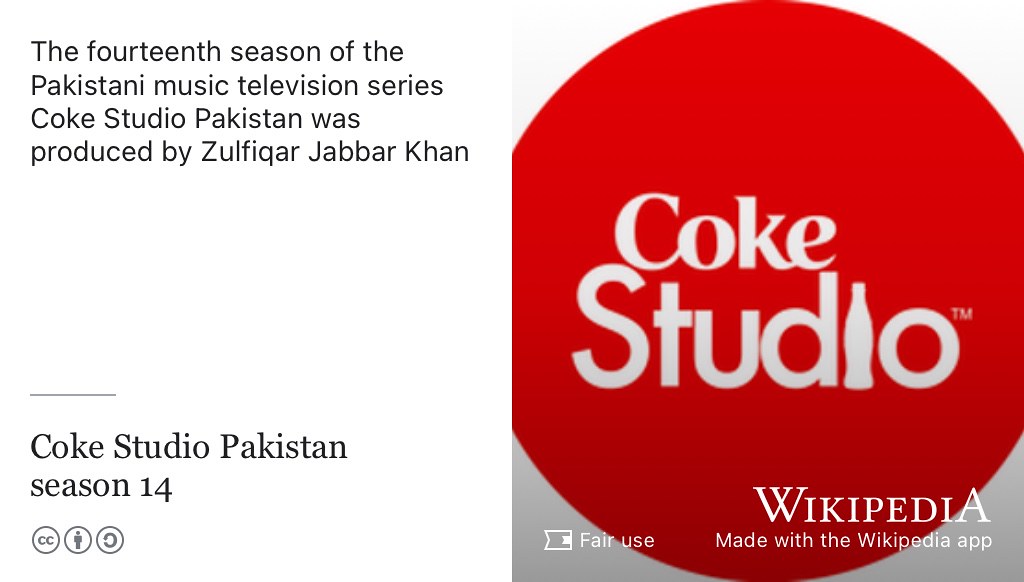 The fourteenth season of the
Pakistani music television series
Coke Studio Pakistan was
produced by Zulfiqar Jabbar Khan
Coke Studio Pakistan
season 14
cc
Coke
Studio™
WIKIPEDIA
Fair use
Made with the Wikipedia app